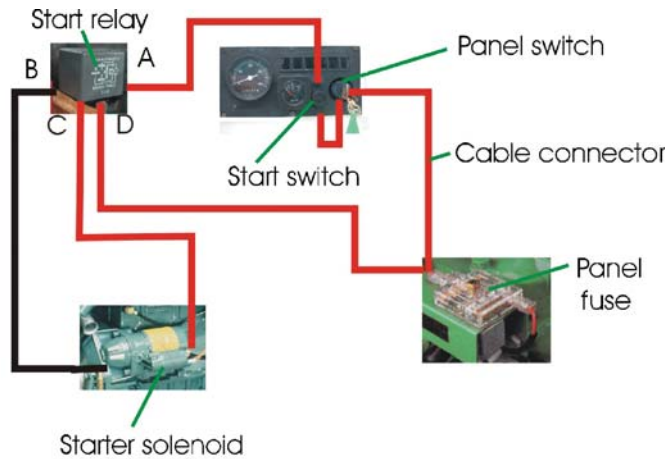 Start relay
B
A
Panel switch
C
D
Start switch
Cable connector
Panel
fuse
Starter solenoid